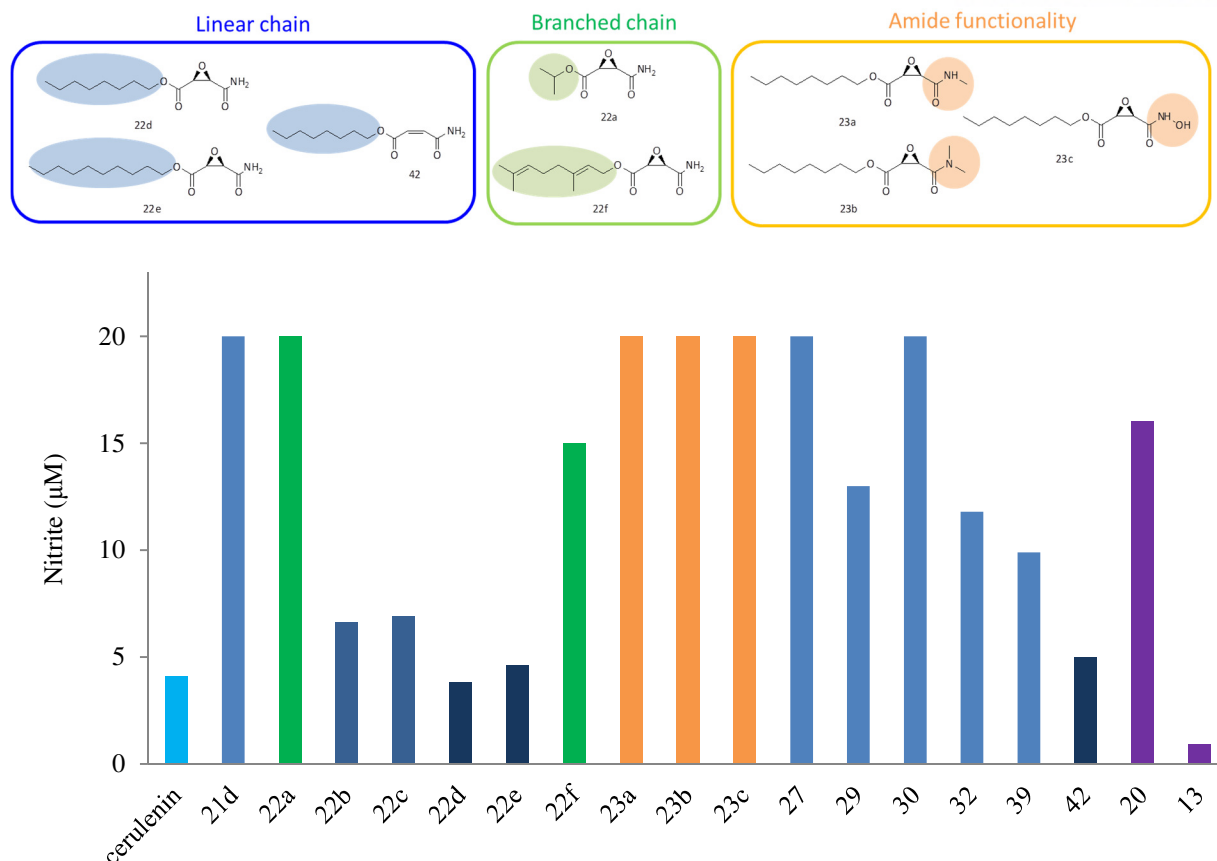 Linear chain
Branched chain
Amide functionality
O
O
O
O
NH2
22d
O
O
O
NH2
42
O
O
O
O
NH2
22e
O
O
O
O
NH2
22a
O
O
O
O
NH2
22f
O
O
O
O
NH
23a
O
O
O
O
N
23b
O
O
O
O
NH
OH
23c
Nitrite (µM)
20
15
10
5
0
cerulenin
21d
22a
22b
22c
22d
22e
22f
23a
23b
23c
27
29
30
32
39
42
20
13